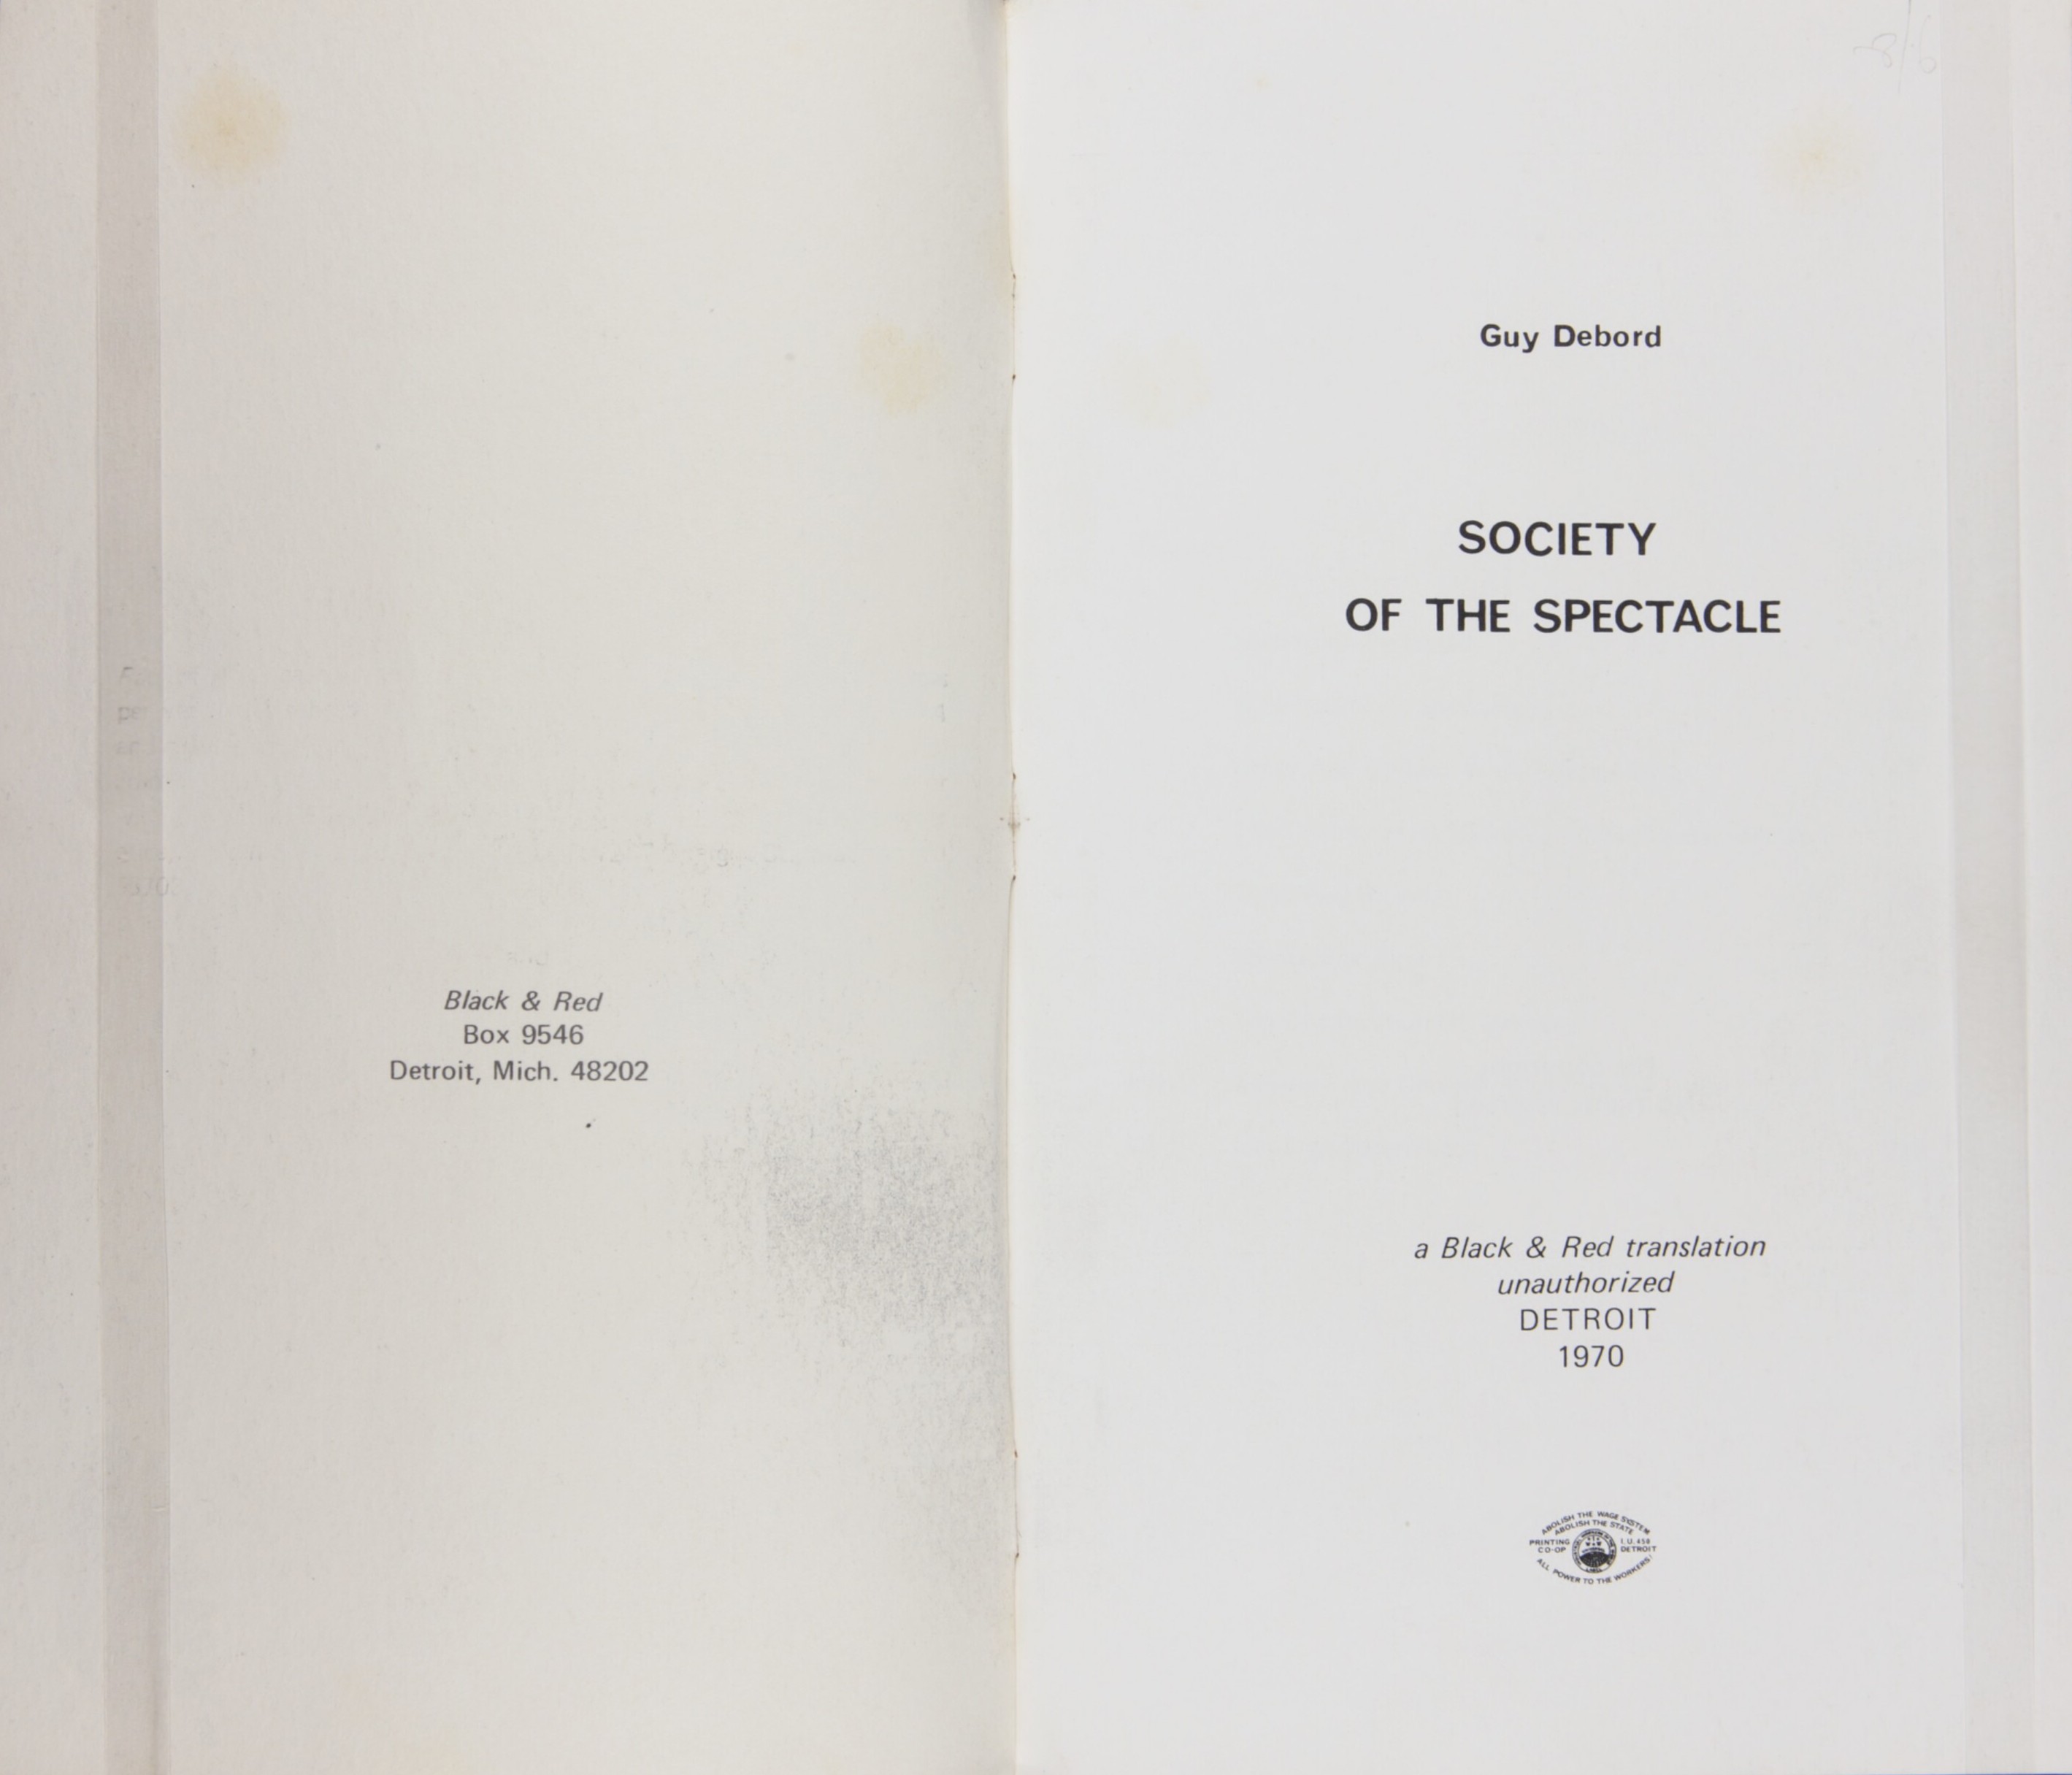 Black & Red
Box 9546
Detroit, Mich. 48202
Guy Debord
SOCIETY
OF THE SPECTACLE
a Black & Red translation
unauthorized
DETROIT
1970
ABOLISH THE WAGE SYSTEM
ABOLISH THE STATE
PRINTING
CO-OP
I.U. 450
DETROIT
ALL POWER TO THE WORKERS!